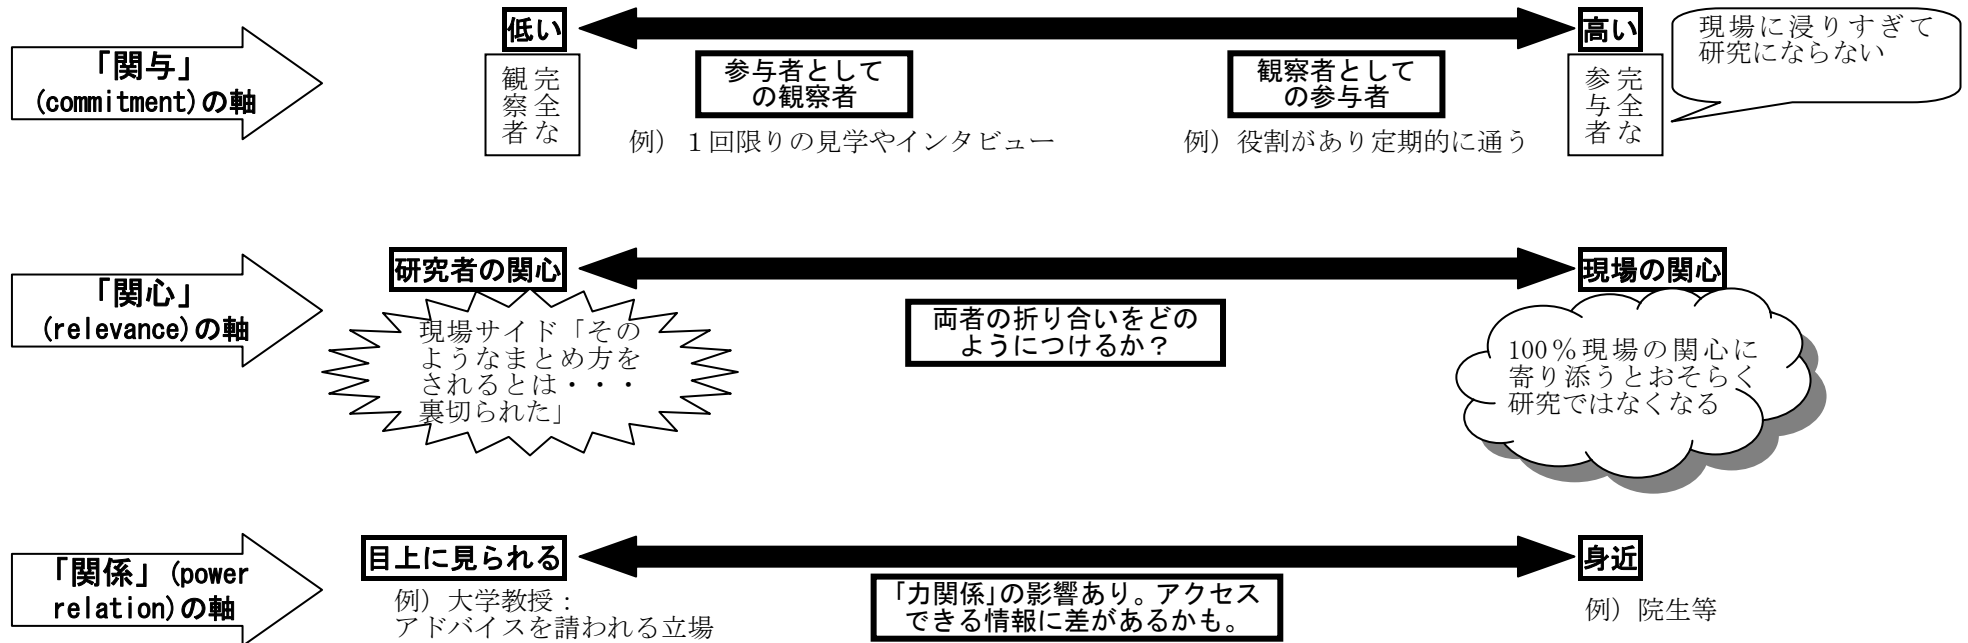 「関与」
(commitment)の軸
低い
高い
完全な
観察者
参与者として
の観察者
例）１回限りの見学やインタビュー
観察者として
の参与者
例）役割があり定期的に通う
完全な
参与者
現場に浸りすぎて
研究にならない
「関心」
(relevance)の軸
研究者の関心
現場の関心
現場サイド「その
ようなまとめ方を
されるとは・・・
裏切られた」
両者の折り合いをどの
ようにつけるか？
100％現場の関心に
寄り添うとおそらく
研究ではなくなる
「関係」(power
relation)の軸
目上に見られる
身近
例）大学教授：
アドバイスを請われる立場
「力関係」の影響あり。アクセス
できる情報に差があるかも。
例）院生等